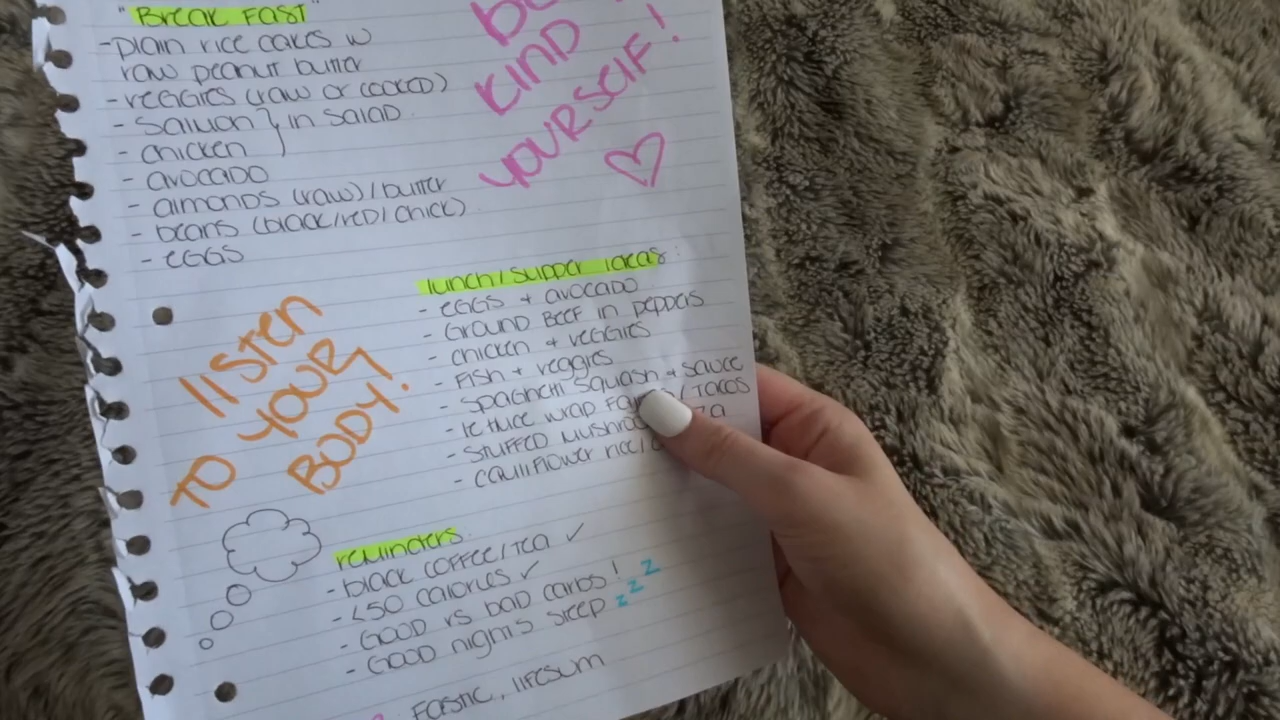 "BREAK FAST"
-plain rice cakes w
raw peanut butter
- veggies (raw or cooked)
- salmon } in salad
- chicken
- avocado
- almonds (raw) / butter
- beans (black/red/chick)
- EGGS
KIND
YOURSELF!
lunch/supper ideas:
- EGGS + avocado
- GROUND BEEF in peppers
- chicken + veggies
- FISH + veggies
- spaghetti squash + sauce
- lettuce wrap /Tacos
- STUFFED
- cauliflower rice/
LISTEN
TO YOUR
BODY!
reminders
- black coffee/tea ✓
- <50 calories ✓
- GOOD vs bad carbs!
- GOOD nights sleep zzz
Fastic, lifesum